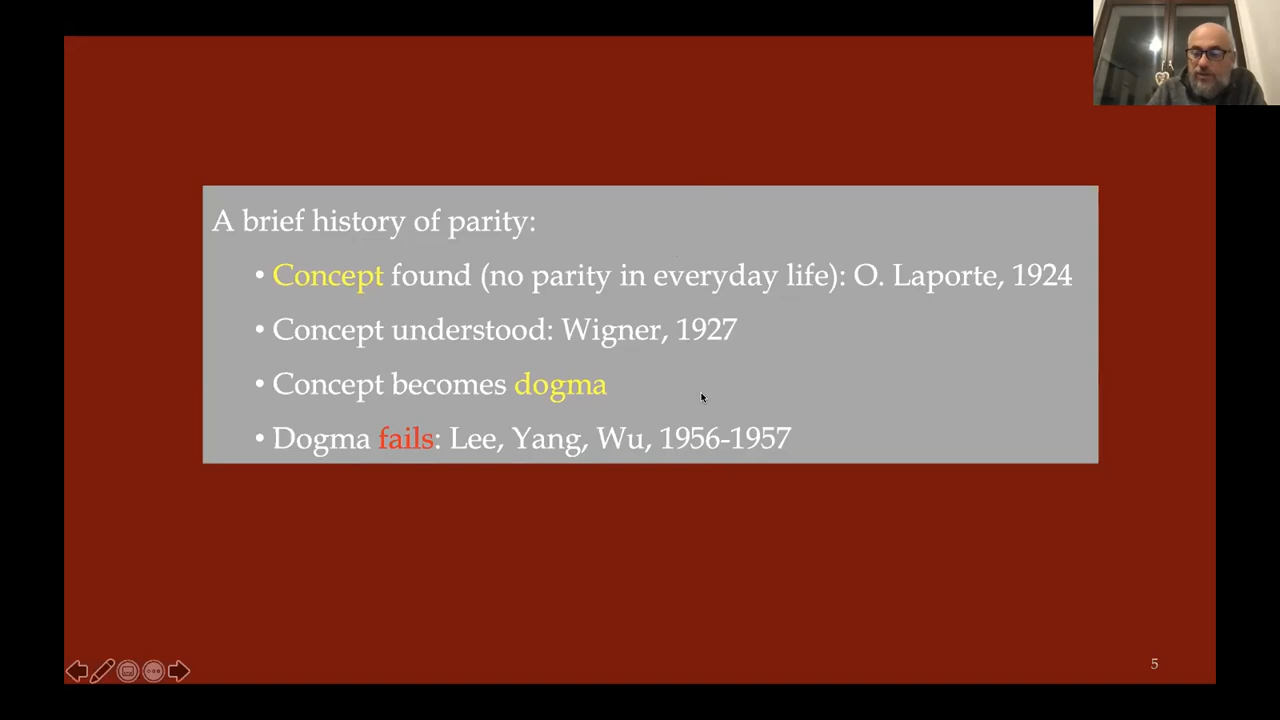 A brief history of parity:
• Concept found (no parity in everyday life): O. Laporte, 1924
• Concept understood: Wigner, 1927
• Concept becomes dogma
• Dogma fails: Lee, Yang, Wu, 1956-1957
5